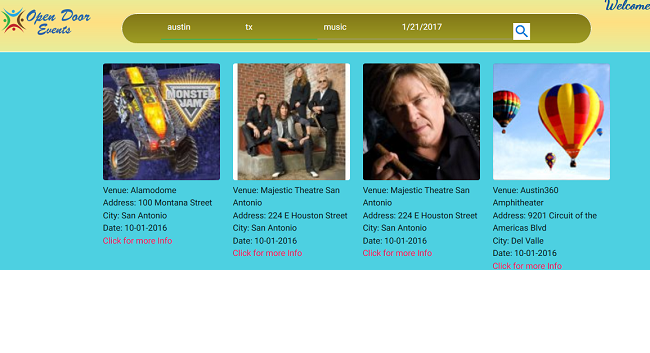 Welcome
Open Door
Events
austin tx music 1/21/2017
MONSTER
JAM
Venue: Alamodome
Address: 100 Montana Street
City: San Antonio
Date: 10-01-2016
Click for more Info
Venue: Majestic Theatre San
Antonio
Address: 224 E Houston Street
City: San Antonio
Date: 10-01-2016
Click for more Info
Venue: Majestic Theatre San
Antonio
Address: 224 E Houston Street
City: San Antonio
Date: 10-01-2016
Click for more Info
Venue: Austin360
Amphitheater
Address: 9201 Circuit of the
Americas Blvd
City: Del Valle
Date: 10-01-2016
Click for more Info